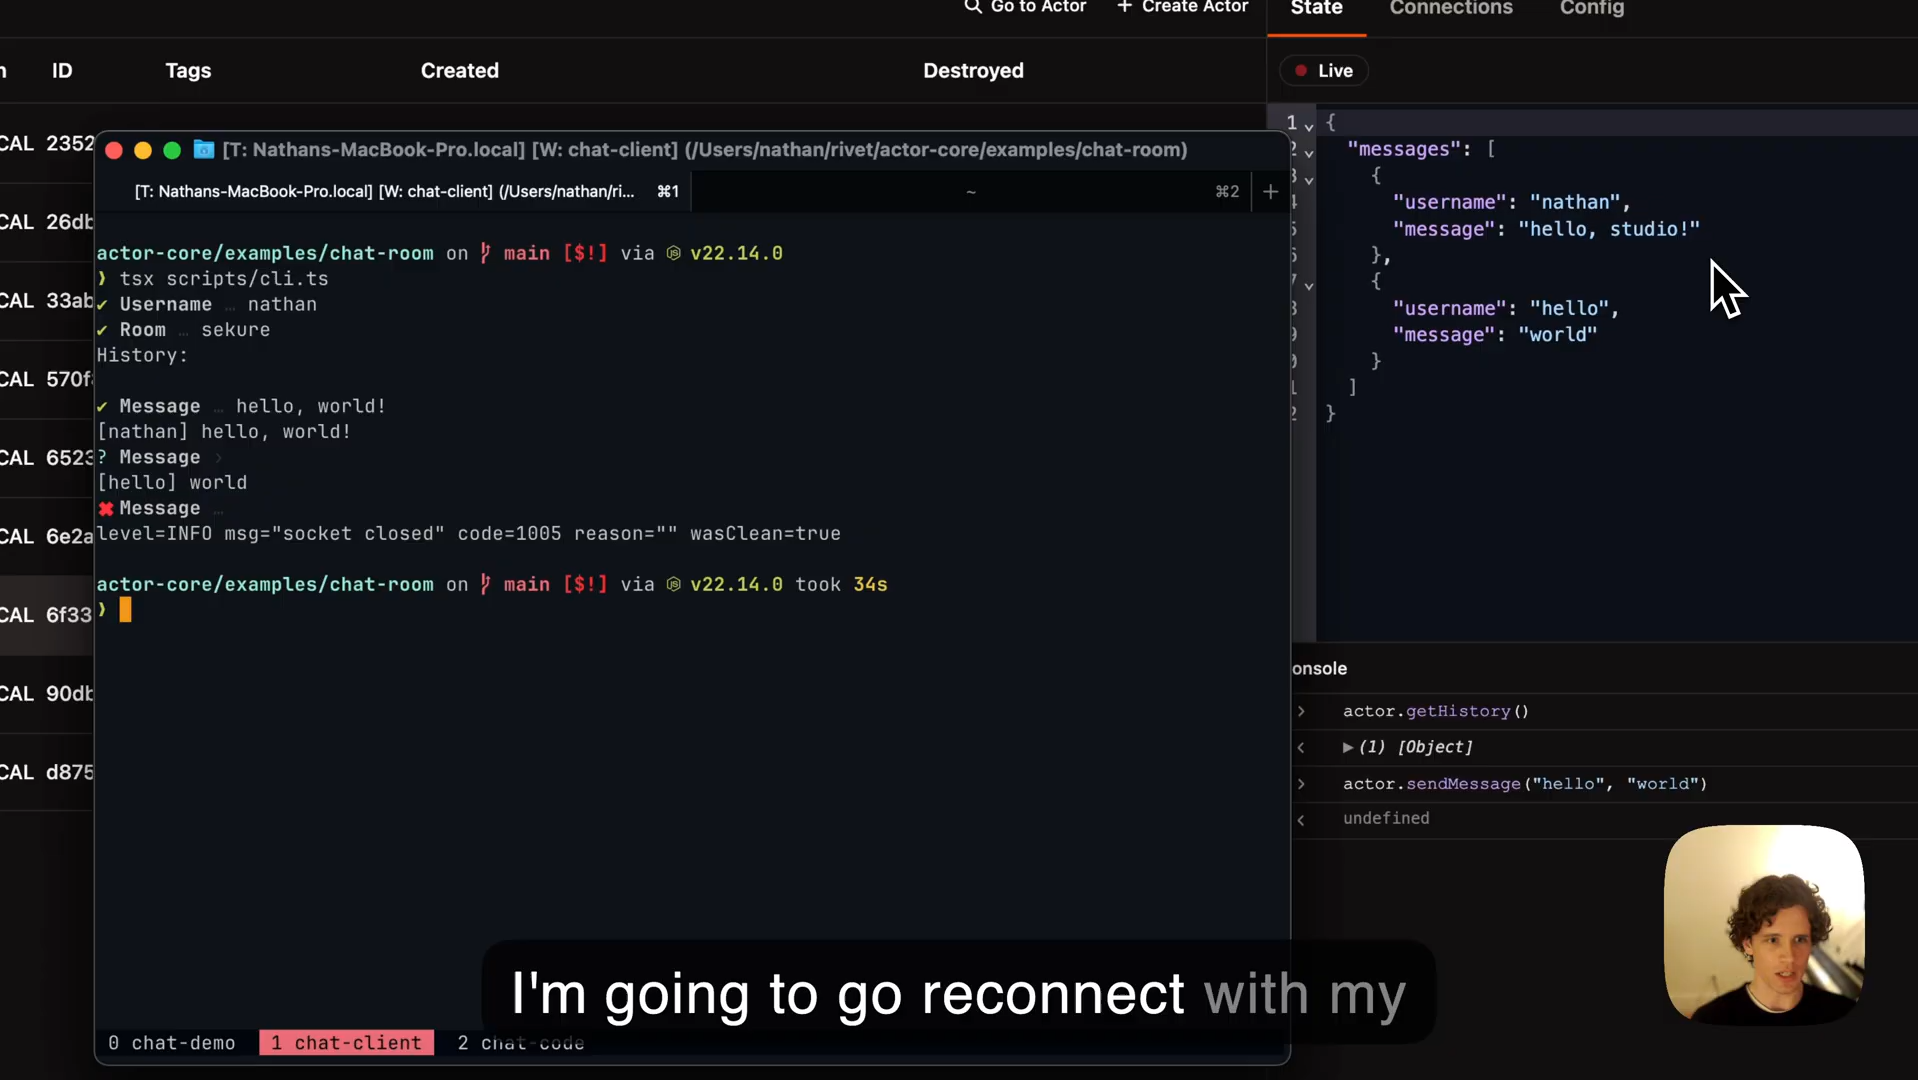 Go to Actor
+ Create Actor
State
Connections
Config
ID
Tags
Created
Destroyed
Live
CAL 2352
CAL 26db
CAL 33ab
CAL 570f
CAL 6523
CAL 6e2a
CAL 6f33
CAL 90db
CAL d875
[T: Nathans-MacBook-Pro.local] [W: chat-client] (/Users/nathan/rivet/actor-core/examples/chat-room)
[T: Nathans-MacBook-Pro.local] [W: chat-client] (/Users/nathan/ri... ⌘1
~ ⌘2 +
actor-core/examples/chat-room on main [$!] via v22.14.0
❯ tsx scripts/cli.ts
✔ Username … nathan
✔ Room … sekure
History:
✔ Message … hello, world!
[nathan] hello, world!
? Message ›
[hello] world
✖ Message …
level=INFO msg="socket closed" code=1005 reason="" wasClean=true
actor-core/examples/chat-room on main [$!] via v22.14.0 took 34s
❯
0 chat-demo 1 chat-client 2 chat-code
1 {
"messages": [
{
"username": "nathan",
"message": "hello, studio!"
},
{
"username": "hello",
"message": "world"
}
]
}
onsole
› actor.getHistory()
‹ ▶ (1) [Object]
› actor.sendMessage("hello", "world")
‹ undefined
I'm going to go reconnect with my